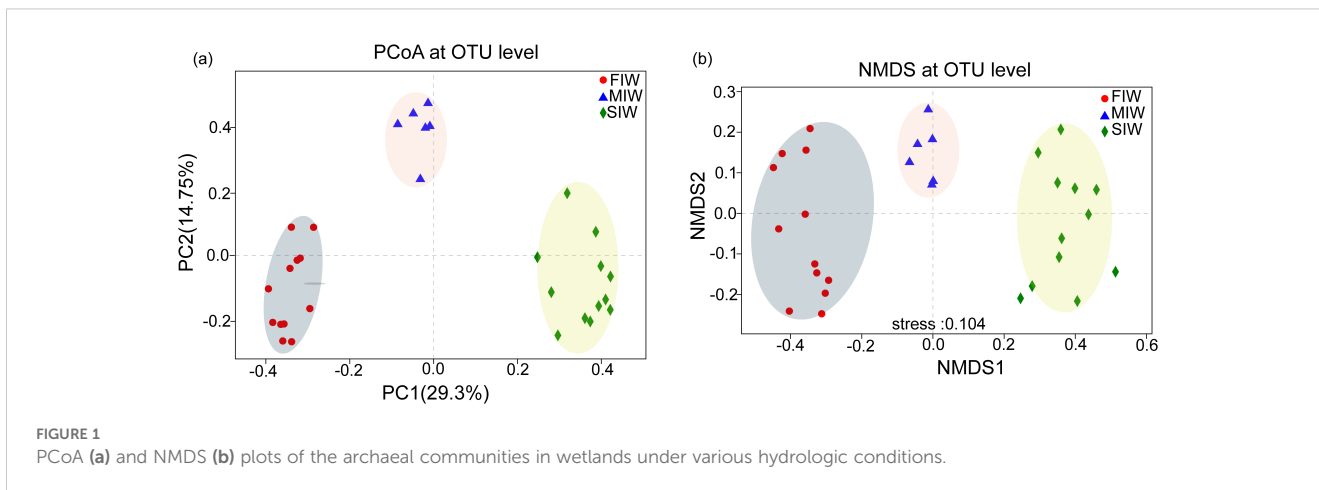 (a)
PCoA at OTU level
FIW
MIW
SIW
0.4
0.2
0.0
-0.2
PC2(14.75%)
-0.4
-0.2
0.0
0.2
0.4
PC1(29.3%)
(b)
NMDS at OTU level
FIW
MIW
SIW
0.3
0.2
0.1
0.0
-0.1
-0.2
NMDS2
stress :0.104
-0.4
-0.2
0.0
0.2
0.4
0.6
NMDS1
FIGURE 1
PCoA (a) and NMDS (b) plots of the archaeal communities in wetlands under various hydrologic conditions.